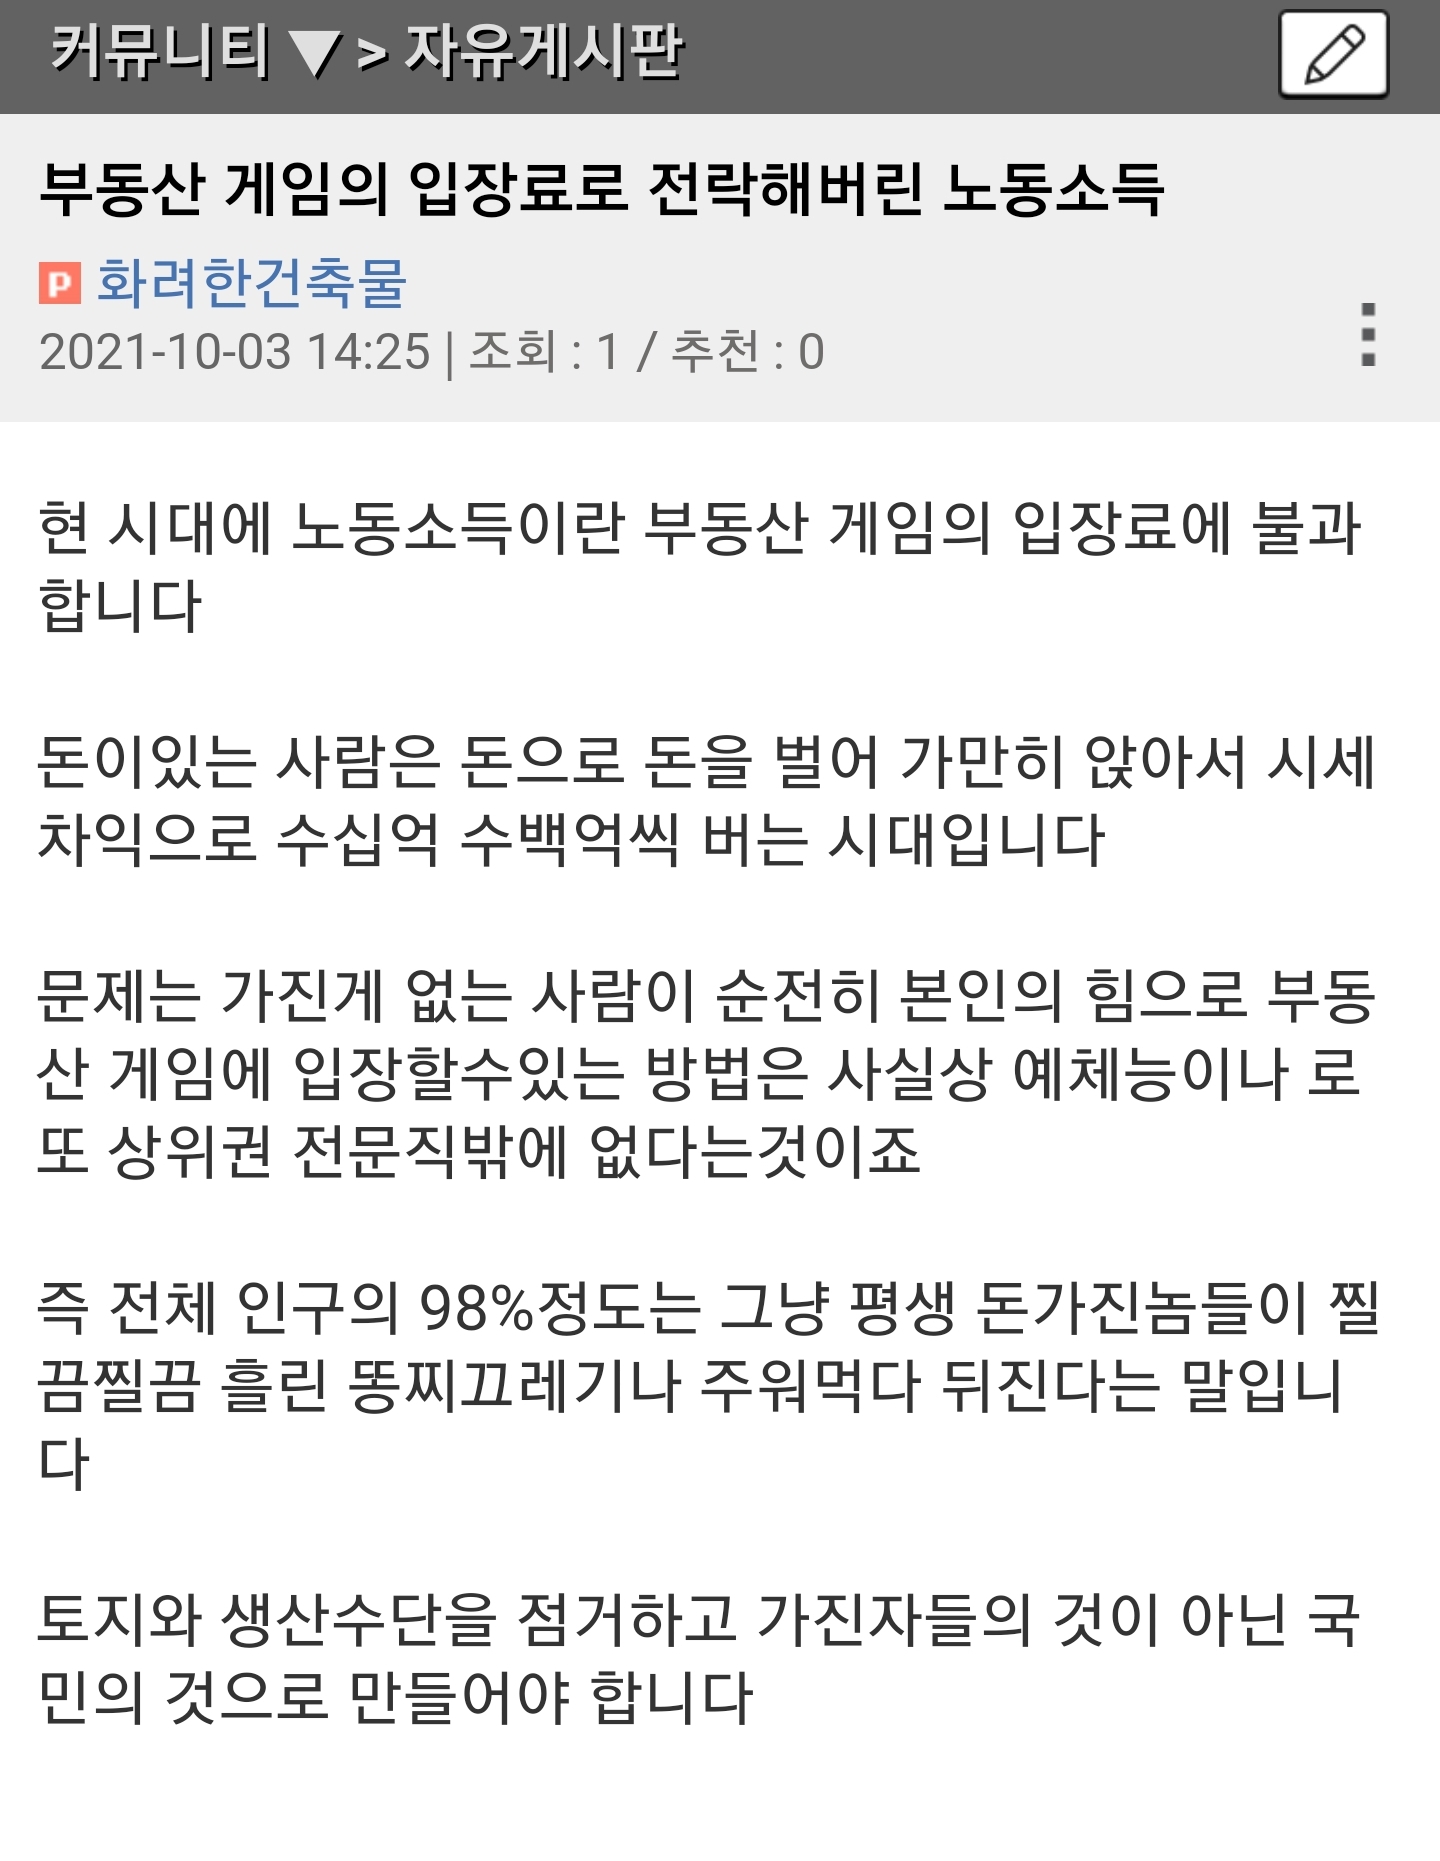 커뮤니티 ▼ > 자유게시판
부동산 게임의 입장료로 전락해버린 노동소득
P 화려한건축물
2021-10-03 14:25 | 조회 : 1 / 추천 : 0
현 시대에 노동소득이란 부동산 게임의 입장료에 불과
합니다
돈이있는 사람은 돈으로 돈을 벌어 가만히 앉아서 시세
차익으로 수십억 수백억씩 버는 시대입니다
문제는 가진게 없는 사람이 순전히 본인의 힘으로 부동
산 게임에 입장할수있는 방법은 사실상 예체능이나 로
또 상위권 전문직밖에 없다는것이죠
즉 전체 인구의 98%정도는 그냥 평생 돈가진놈들이 찔
끔찔끔 흘린 똥찌끄레기나 주워먹다 뒤진다는 말입니
다
토지와 생산수단을 점거하고 가진자들의 것이 아닌 국
민의 것으로 만들어야 합니다